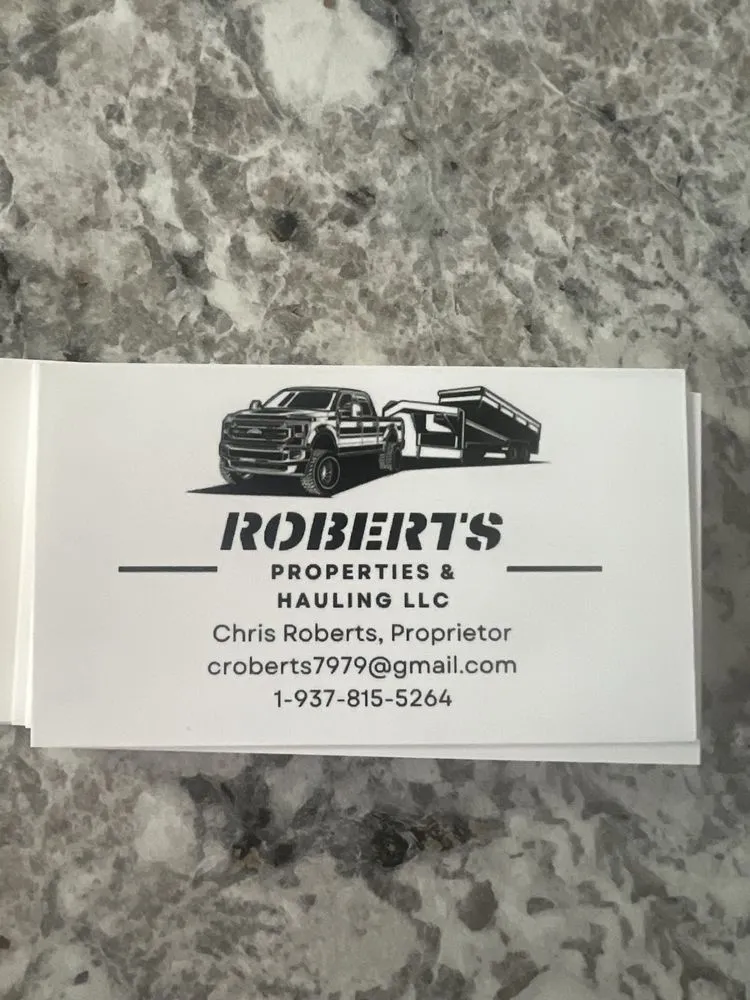 ROBERTS
PROPERTIES &
HAULING LLC
Chris Roberts, Proprietor
croberts7979@gmail.com
1-937-815-5264